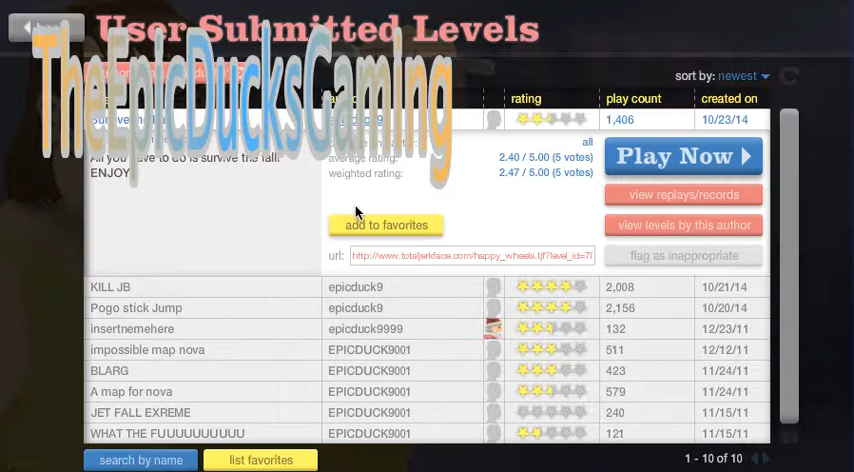 User Submitted Levels
TheEpicDucksGaming
sort by: newest
rating play count created on
1,406 10/23/14
all
2.40 / 5.00 (5 votes)
weighted rating: 2.47 / 5.00 (5 votes)
All you have to do is survive the fall.
ENJOY
Play Now
view replays/records
add to favorites
view levels by this author
url:
flag as inappropriate
KILL JB epicduck9 2,008 10/21/14
Pogo stick Jump epicduck9 2,156 10/20/14
insertnemehere epicduck9999 132 12/23/11
impossible map nova EPICDUCK9001 511 12/12/11
BLARG EPICDUCK9001 423 11/24/11
A map for nova EPICDUCK9001 579 11/24/11
JET FALL EXREME EPICDUCK9001 240 11/15/11
WHAT THE FUUUUUUUUUU EPICDUCK9001 121 11/15/11
search by name list favorites 1 - 10 of 10